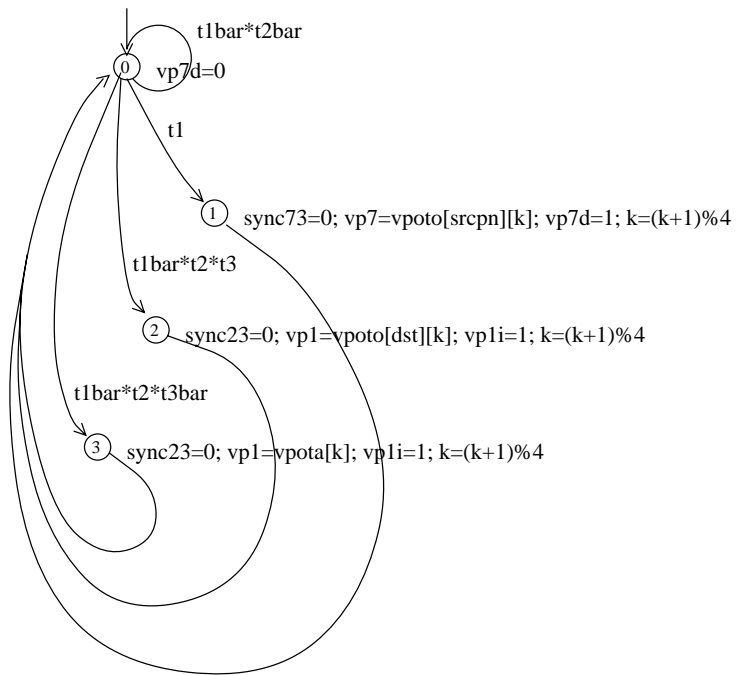 t1bar*t2bar
0
vp7d=0
t1
1
sync73=0; vp7=vpoto[srcpn][k]; vp7d=1; k=(k+1)%4
t1bar*t2*t3
2
sync23=0; vp1=vpoto[dst][k]; vp1i=1; k=(k+1)%4
t1bar*t2*t3bar
3
sync23=0; vp1=vpota[k]; vp1i=1; k=(k+1)%4